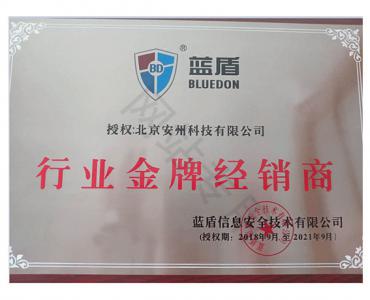 BD
®
蓝盾
BLUEDON
授权:北京安州科技有限公司
行业金牌经销商
蓝盾信息安全技术有限公司
(授权期：2018年9月 至 2021年9月)